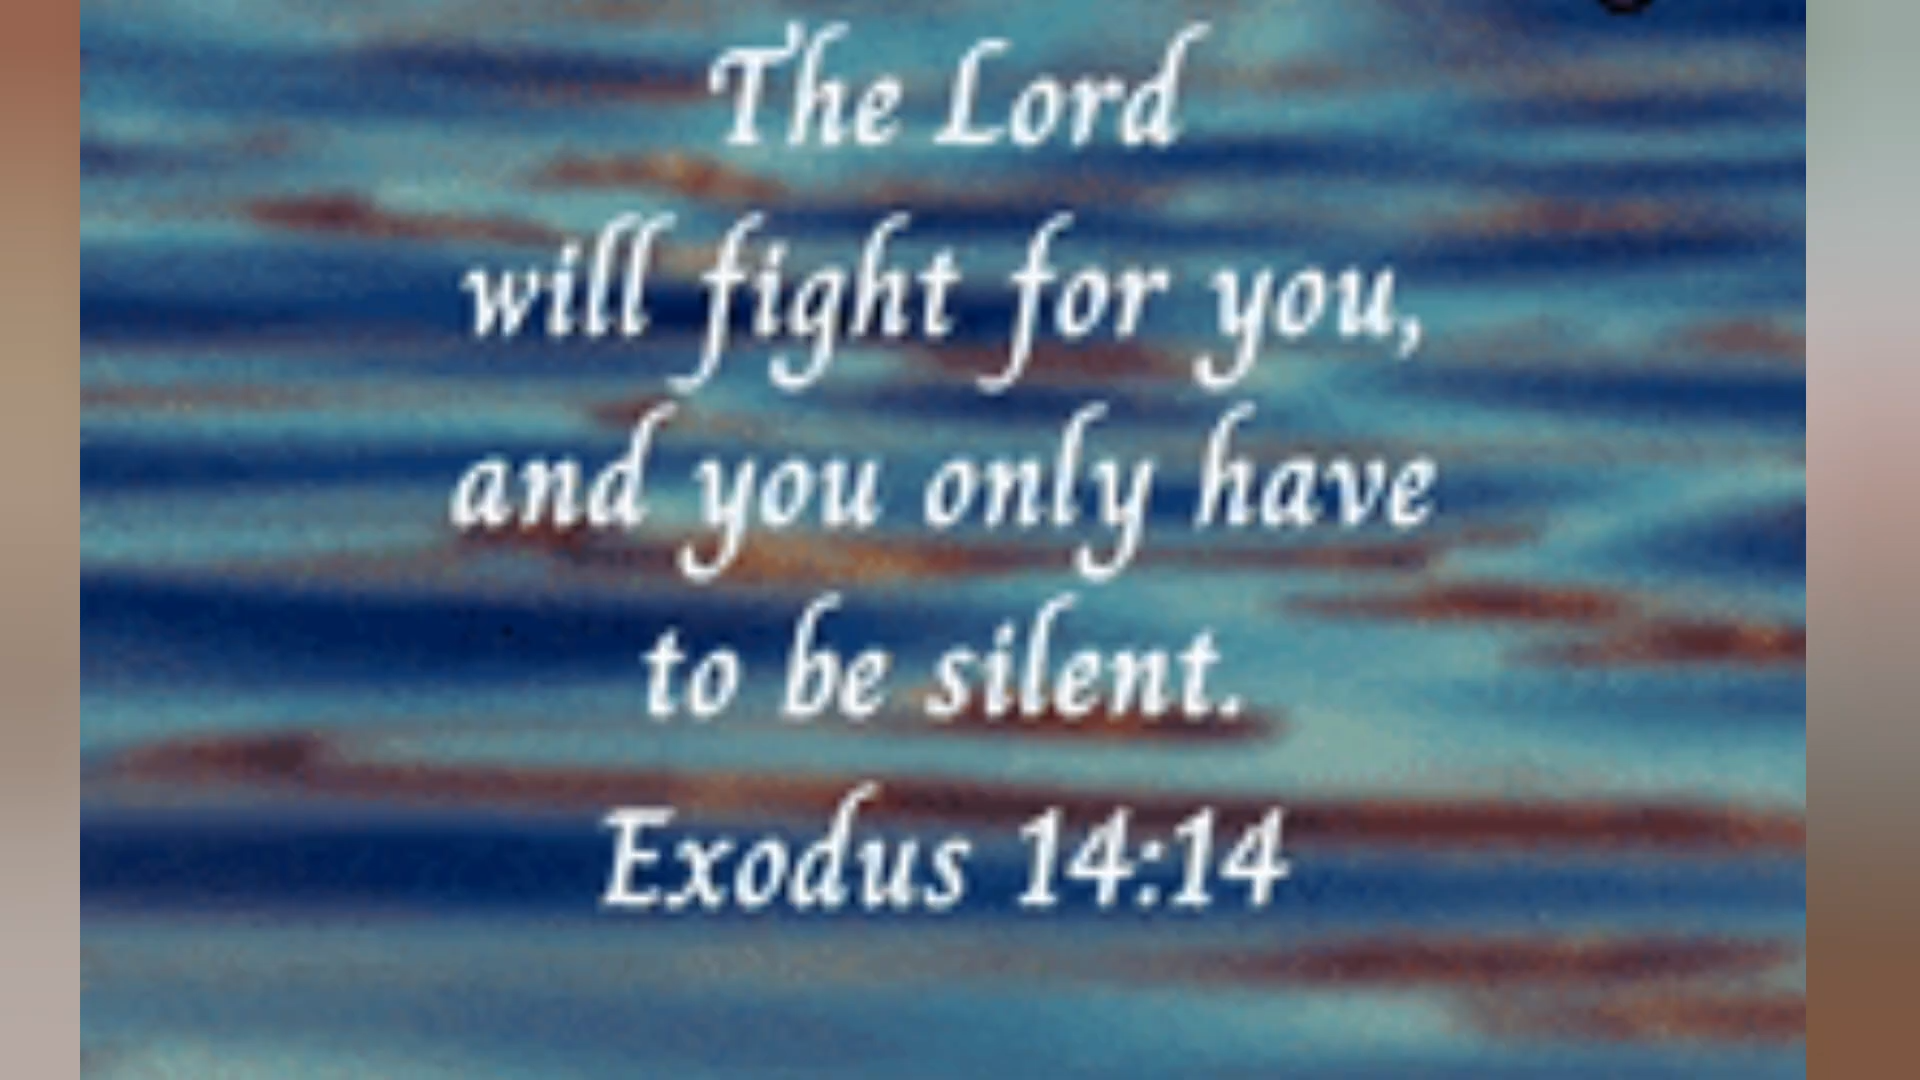 The Lord
will fight for you,
and you only have
to be silent.
Exodus 14:14